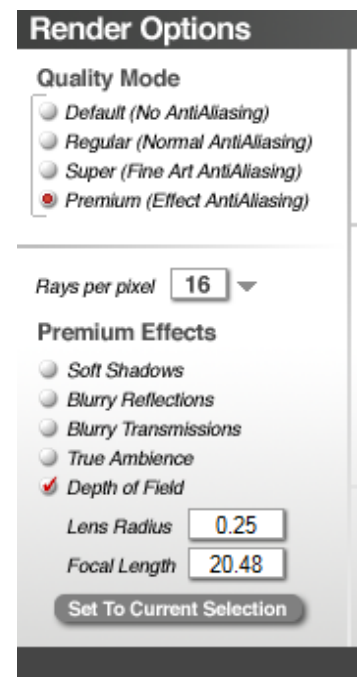 Render Options
Quality Mode
Default (No AntiAliasing)
Regular (Normal AntiAliasing)
Super (Fine Art AntiAliasing)
Premium (Effect AntiAliasing)
Rays per pixel 16
Premium Effects
Soft Shadows
Blurry Reflections
Blurry Transmissions
True Ambience
Depth of Field
Lens Radius 0.25
Focal Length 20.48
Set To Current Selection